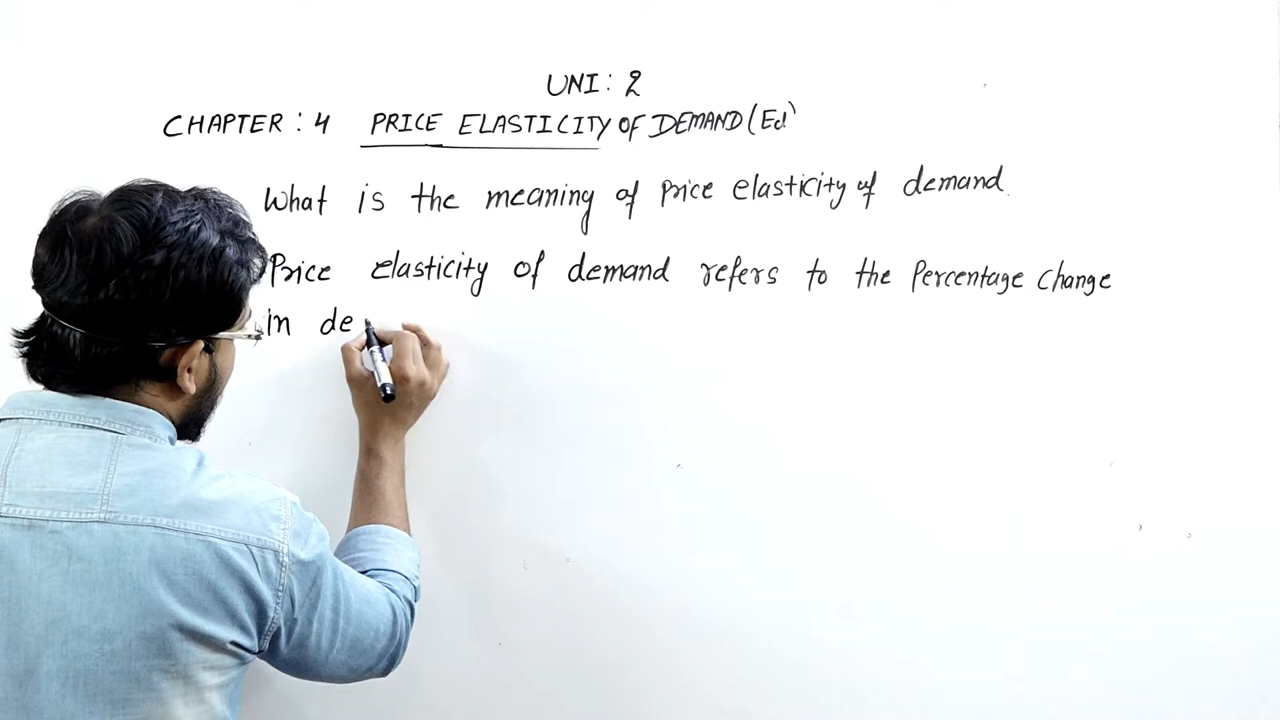 UNI: 2
CHAPTER : 4 PRICE ELASTICITY OF DEMAND (Ed)
What is the meaning of Price elasticity of demand.
Price elasticity of demand refers to the Percentage change
in de